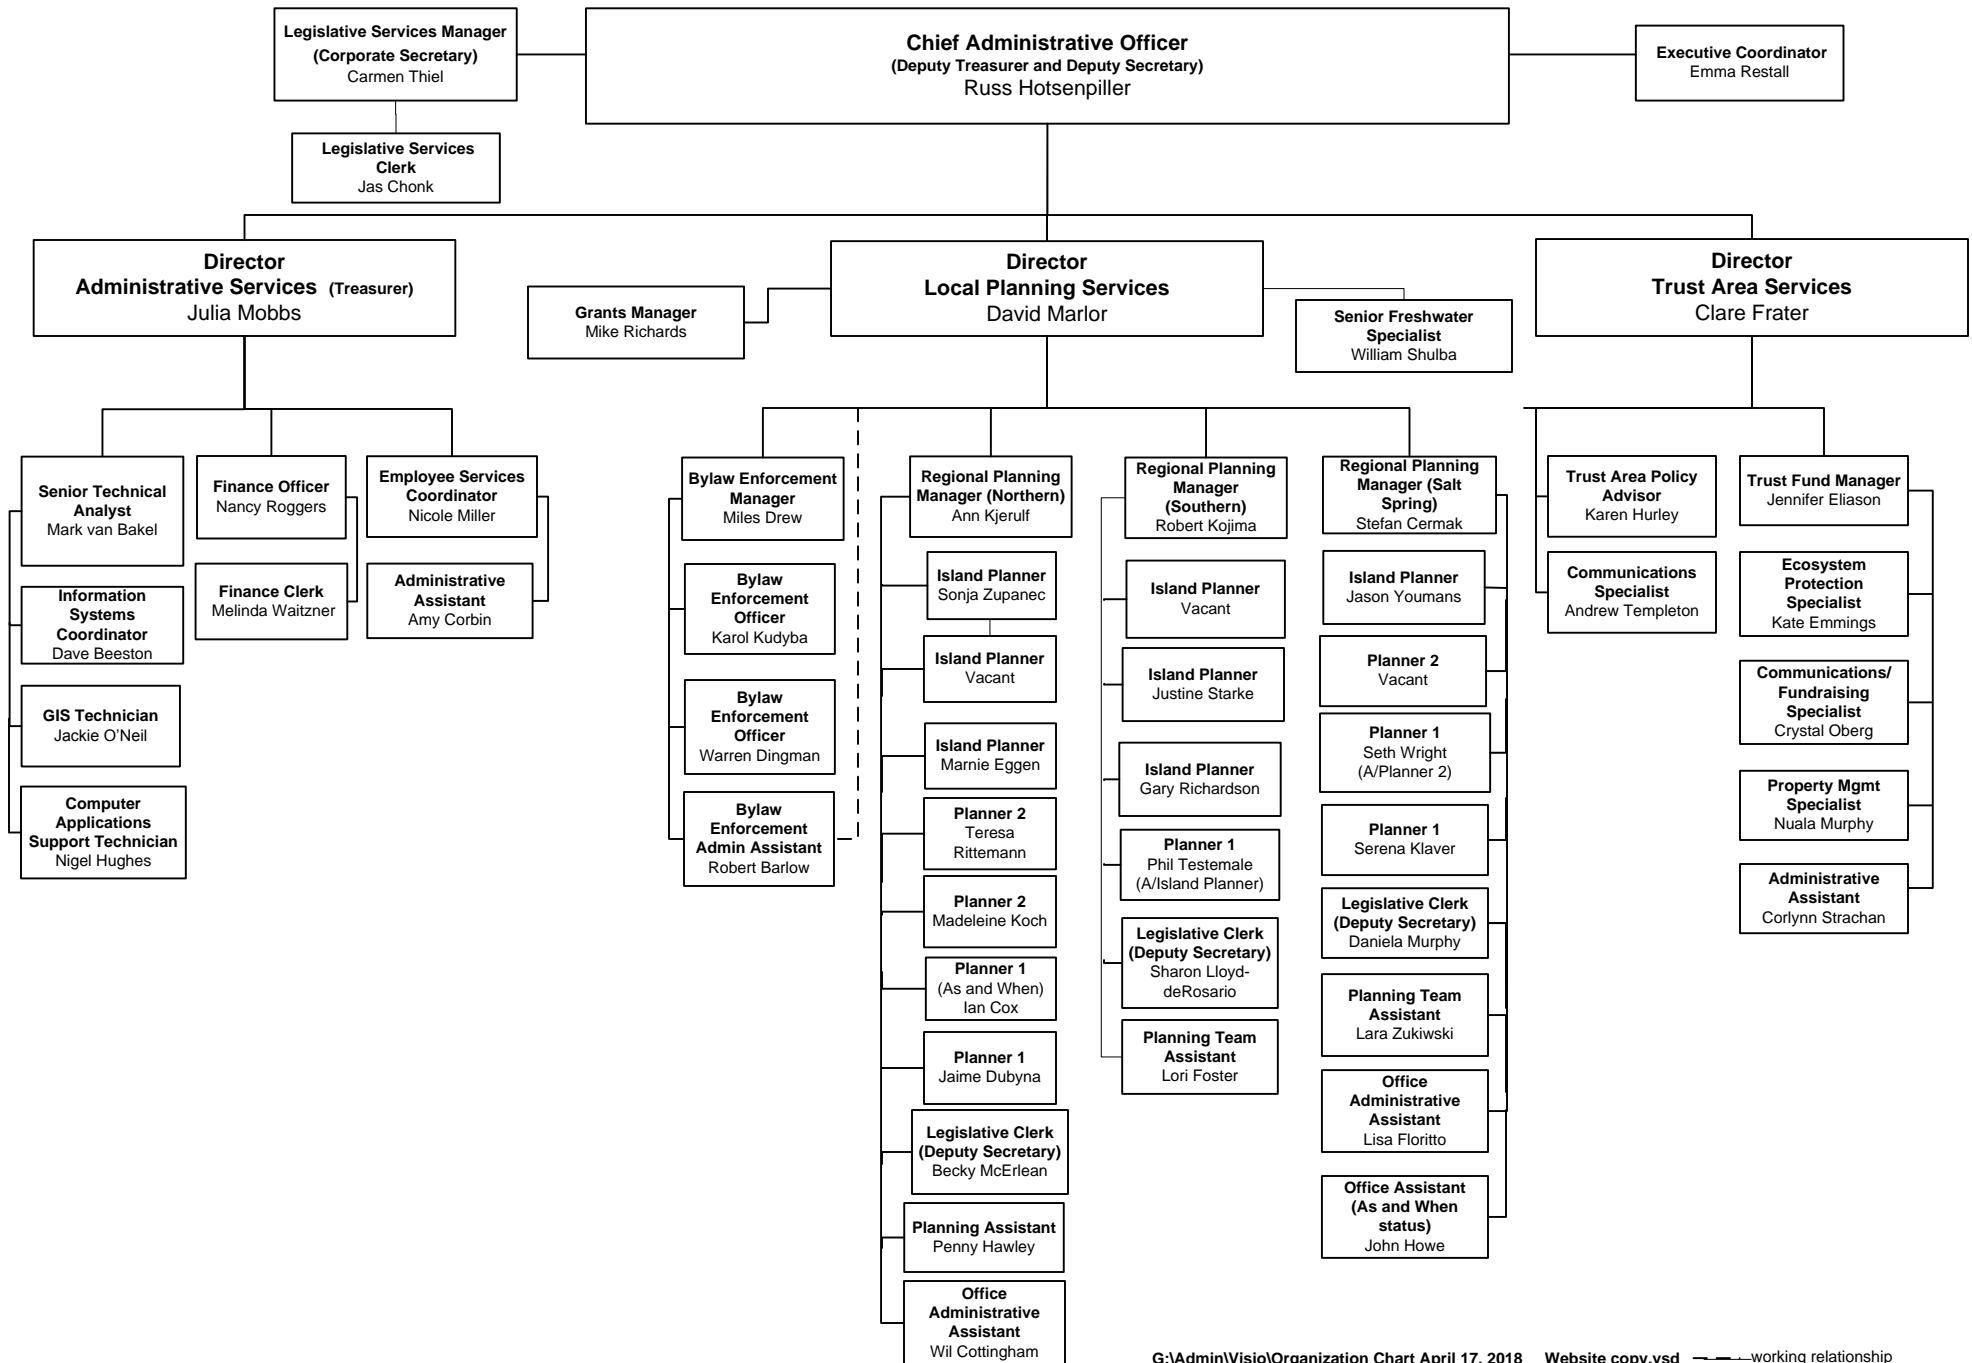 Legislative Services Manager
(Corporate Secretary)
Carmen Thiel
Chief Administrative Officer
(Deputy Treasurer and Deputy Secretary)
Russ Hotsenpiller
Executive Coordinator
Emma Restall
Legislative Services
Clerk
Jas Chonk
Director
Administrative Services (Treasurer)
Julia Mobbs
Grants Manager
Mike Richards
Director
Local Planning Services
David Marlor
Senior Freshwater
Specialist
William Shulba
Director
Trust Area Services
Clare Frater
Senior Technical
Analyst
Mark van Bakel
Information
Systems
Coordinator
Dave Beeston
GIS Technician
Jackie O'Neil
Computer
Applications
Support Technician
Nigel Hughes
Finance Officer
Nancy Roggers
Finance Clerk
Melinda Waitzner
Employee Services
Coordinator
Nicole Miller
Administrative
Assistant
Amy Corbin
Bylaw Enforcement
Manager
Miles Drew
Bylaw
Enforcement
Officer
Karol Kudyba
Bylaw
Enforcement
Officer
Warren Dingman
Bylaw
Enforcement
Admin Assistant
Robert Barlow
Regional Planning
Manager (Northern)
Ann Kjerulf
Island Planner
Sonja Zupanec
Island Planner
Vacant
Island Planner
Marnie Eggen
Planner 2
Teresa
Rittemann
Planner 2
Madeleine Koch
Planner 1
(As and When)
Ian Cox
Planner 1
Jaime Dubyna
Legislative Clerk
(Deputy Secretary)
Becky McErlean
Planning Assistant
Penny Hawley
Office
Administrative
Assistant
Wil Cottingham
Regional Planning
Manager
(Southern)
Robert Kojima
Island Planner
Vacant
Island Planner
Justine Starke
Island Planner
Gary Richardson
Planner 1
Phil Testemale
(A/Island Planner)
Legislative Clerk
(Deputy Secretary)
Sharon Lloyd-
deRosario
Planning Team
Assistant
Lori Foster
Regional Planning
Manager (Salt
Spring)
Stefan Cermak
Island Planner
Jason Youmans
Planner 2
Vacant
Planner 1
Seth Wright
(A/Planner 2)
Planner 1
Serena Klaver
Legislative Clerk
(Deputy Secretary)
Daniela Murphy
Planning Team
Assistant
Lara Zukiwski
Office
Administrative
Assistant
Lisa Floritto
Office Assistant
(As and When
status)
John Howe
Trust Area Policy
Advisor
Karen Hurley
Communications
Specialist
Andrew Templeton
Trust Fund Manager
Jennifer Eliason
Ecosystem
Protection
Specialist
Kate Emmings
Communications/
Fundraising
Specialist
Crystal Oberg
Property Mgmt
Specialist
Nuala Murphy
Administrative
Assistant
Corlynn Strachan
G:\Admin\Visio\Organization Chart April 17, 2018 Website copy.vsd working relationship